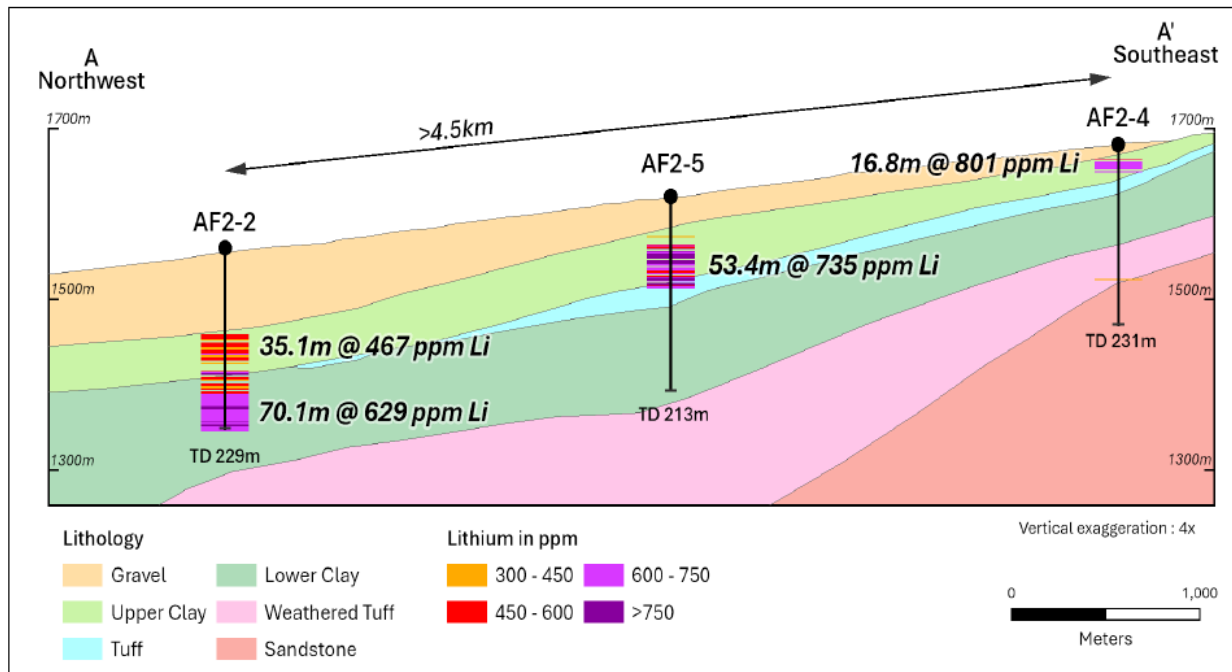 A
Northwest
A'
Southeast
1700m
1700m
>4.5km
AF2-4
16.8m @ 801 ppm Li
AF2-5
AF2-2
53.4m @ 735 ppm Li
1500m
1500m
35.1m @ 467 ppm Li
TD 231m
70.1m @ 629 ppm Li
TD 213m
TD 229m
1300m
1300m
Vertical exaggeration : 4x
Lithology
Gravel
Lower Clay
Upper Clay
Weathered Tuff
Tuff
Sandstone
Lithium in ppm
300 - 450
600 - 750
450 - 600
>750
0
1,000
Meters